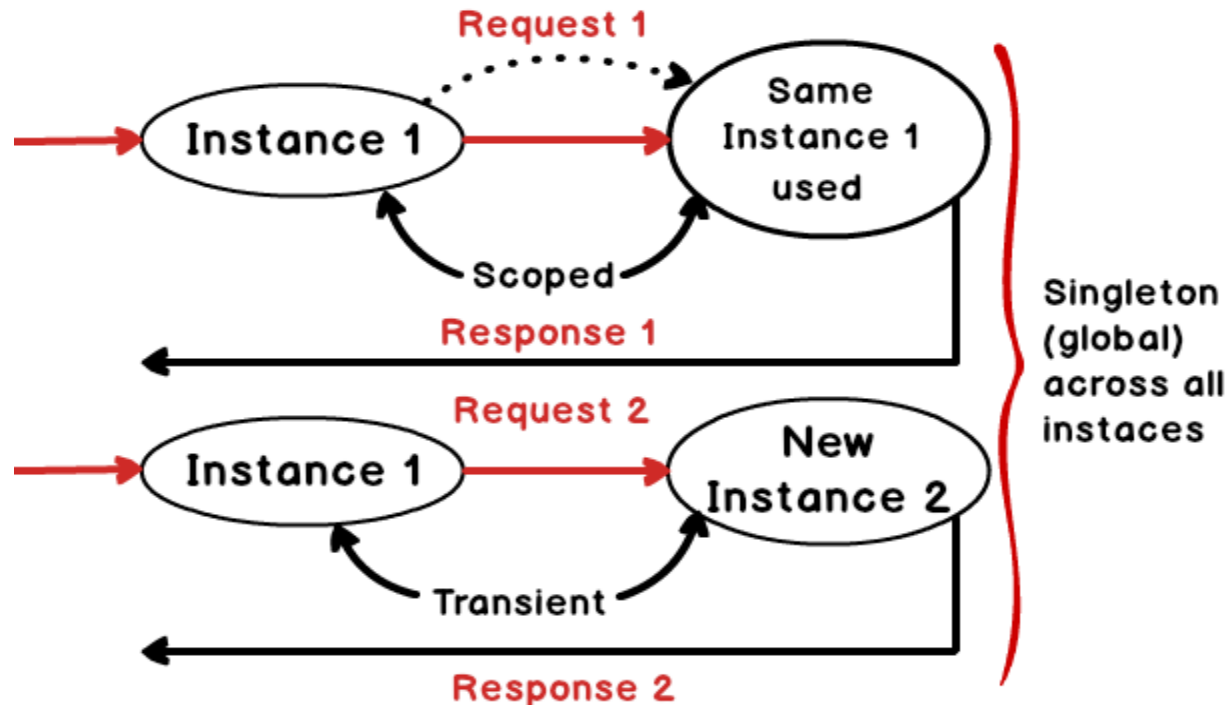 Request 1
Instance 1
Same
Instance 1
used
Scoped
Response 1
Singleton
(global)
across all
instaces
Request 2
Instance 1
New
Instance 2
Transient
Response 2